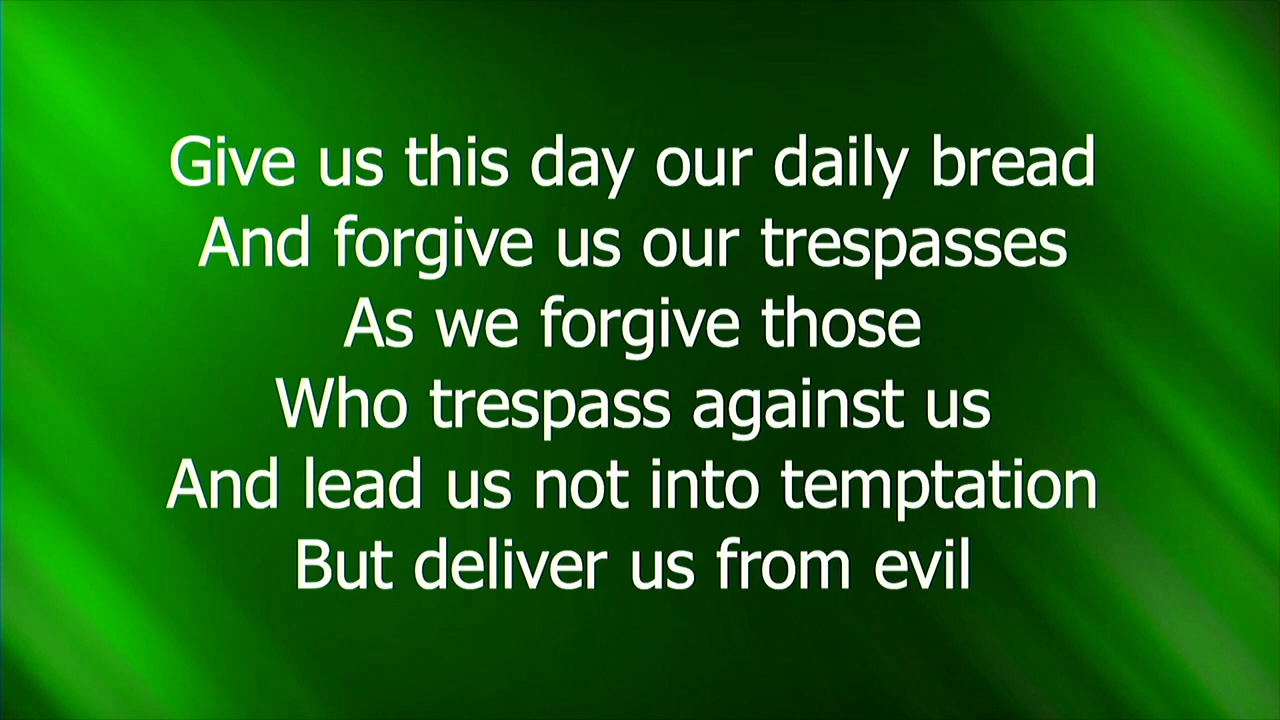 Give us this day our daily bread
And forgive us our trespasses
As we forgive those
Who trespass against us
And lead us not into temptation
But deliver us from evil